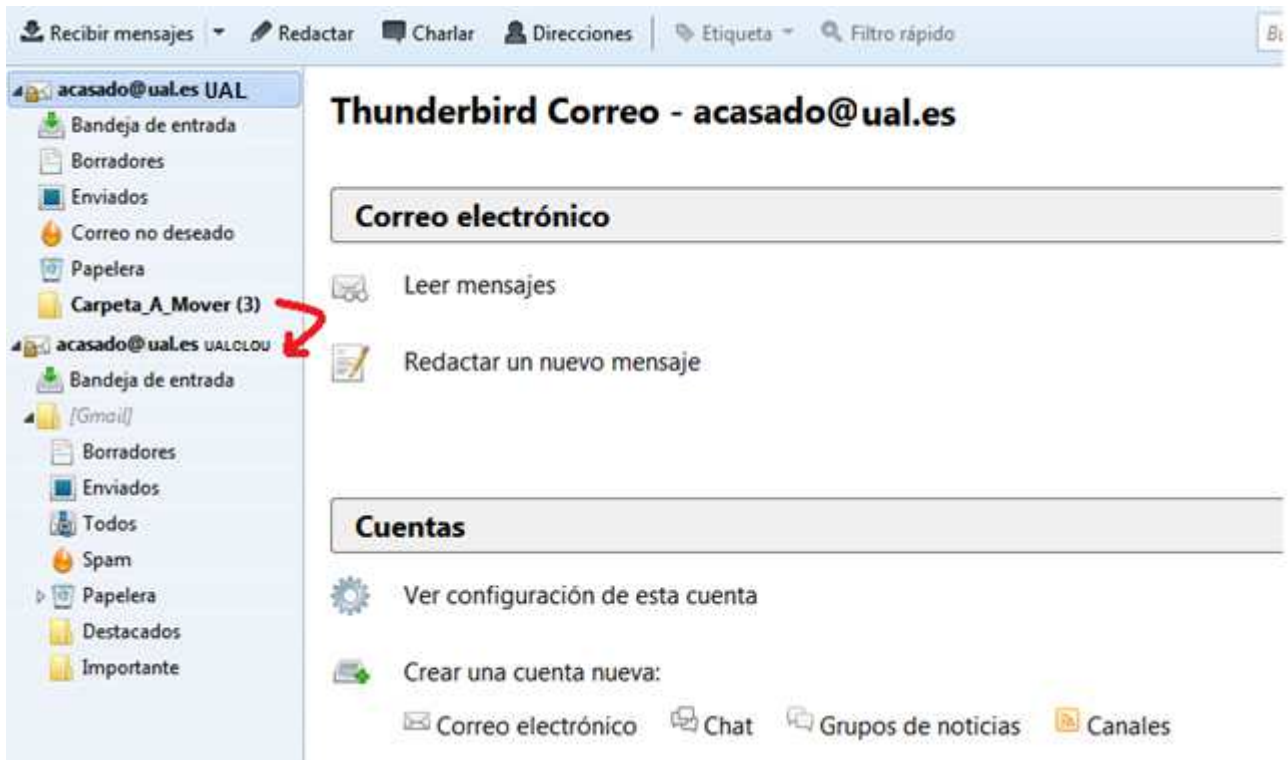 Recibir mensajes Redactar Charlar Direcciones Etiqueta Filtro rápido
acasado@ual.es UAL
Bandeja de entrada
Borradores
Enviados
Correo no deseado
Papelera
Carpeta_A_Mover (3)
acasado@ual.es UALCLOU
Bandeja de entrada
[Gmail]
Borradores
Enviados
Todos
Spam
Papelera
Destacados
Importante
Thunderbird Correo - acasado@ual.es
Correo electrónico
Leer mensajes
Redactar un nuevo mensaje
Cuentas
Ver configuración de esta cuenta
Crear una cuenta nueva:
Correo electrónico Chat Grupos de noticias Canales